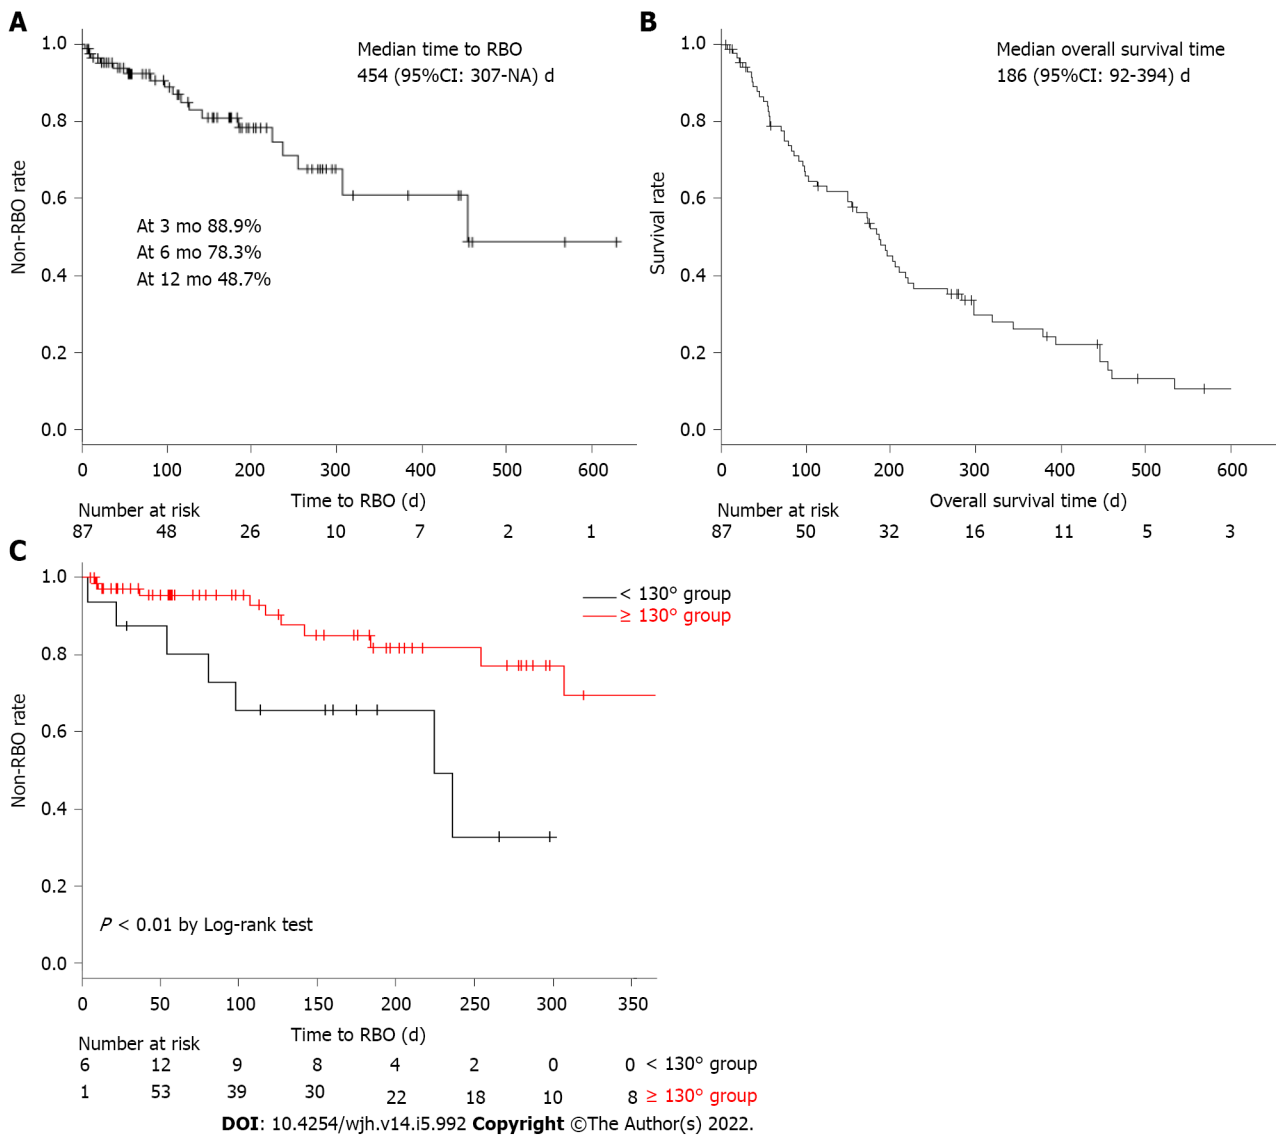 A
Median time to RBO
454 (95%CI: 307-NA) d
At 3 mo 88.9%
At 6 mo 78.3%
At 12 mo 48.7%
Non-RBO rate
1.0
0.8
0.6
0.4
0.2
0.0
0 100 200 300 400 500 600
Time to RBO (d)
Number at risk
87 48 26 10 7 2 1
B
Median overall survival time
186 (95%CI: 92-394) d
Survival rate
1.0
0.8
0.6
0.4
0.2
0.0
0 100 200 300 400 500 600
Overall survival time (d)
Number at risk
87 50 32 16 11 5 3
C
< 130° group
≥ 130° group
Non-RBO rate
1.0
0.8
0.6
0.4
0.2
0.0
P < 0.01 by Log-rank test
0 50 100 150 200 250 300 350
Time to RBO (d)
Number at risk
6 12 9 8 4 2 0 0 < 130° group
1 53 39 30 22 18 10 8 ≥ 130° group
DOI: 10.4254/wjh.v14.i5.992 Copyright ©The Author(s) 2022.